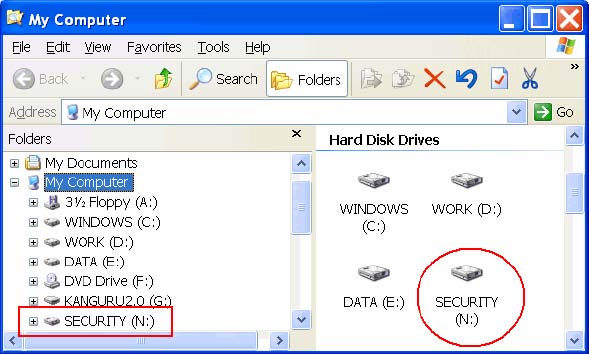 My Computer
File Edit View Favorites Tools Help
Back Search Folders
Address My Computer Go
Folders
My Documents
My Computer
3½ Floppy (A:)
WINDOWS (C:)
WORK (D:)
DATA (E:)
DVD Drive (F:)
KANGURU2.0 (G:)
SECURITY (N:)
Hard Disk Drives
WINDOWS
(C:)
WORK (D:)
DATA (E:)
SECURITY
(N:)